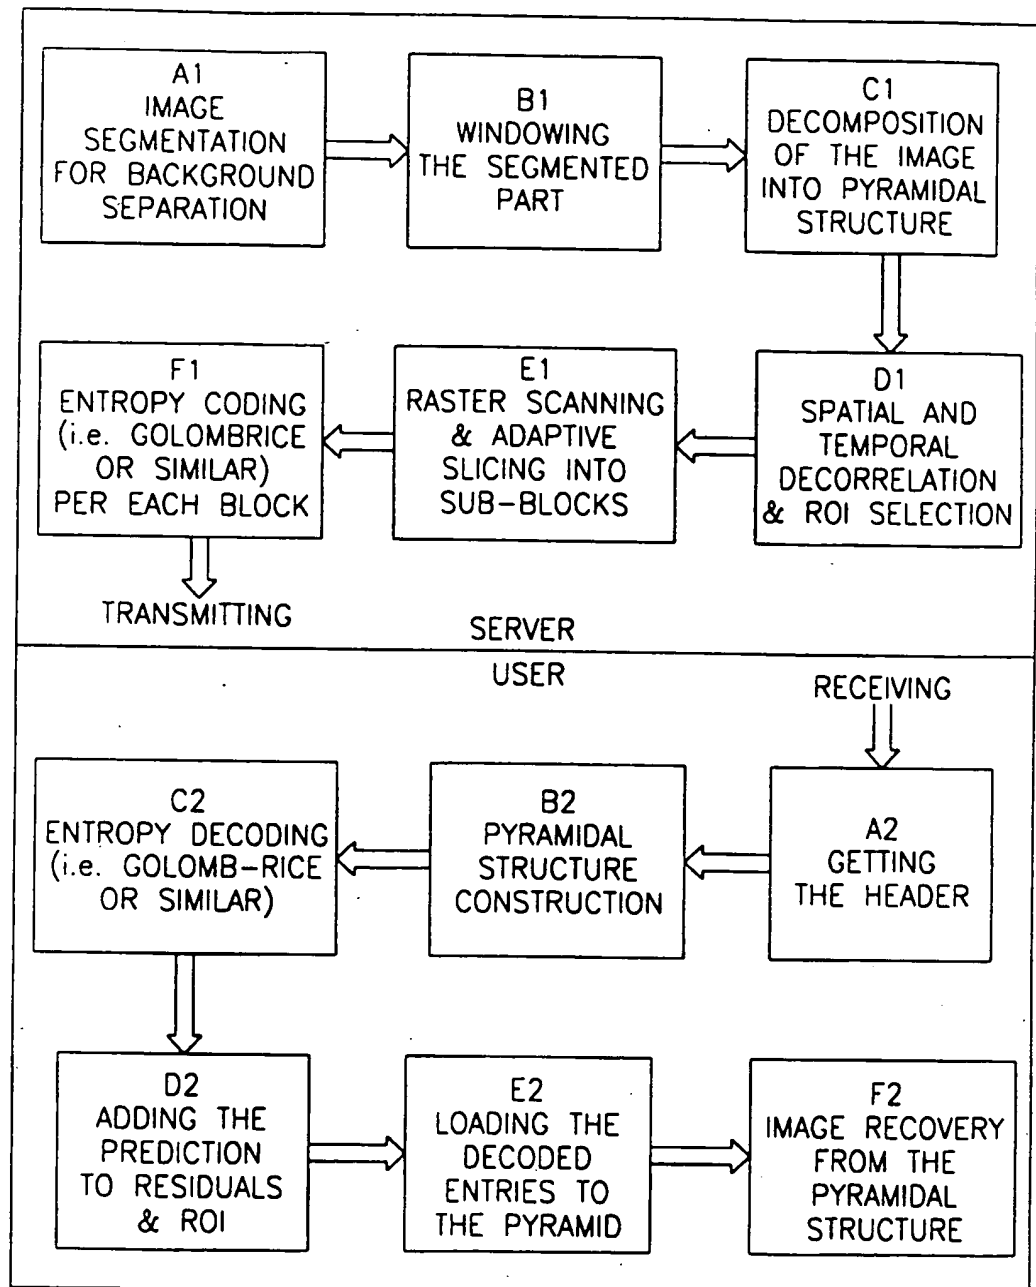 A1
IMAGE
SEGMENTATION
FOR BACKGROUND
SEPARATION
B1
WINDOWING
THE SEGMENTED
PART
C1
DECOMPOSITION
OF THE IMAGE
INTO PYRAMIDAL
STRUCTURE
F1
ENTROPY CODING
(i.e. GOLOMBRICE
OR SIMILAR)
PER EACH BLOCK
E1
RASTER SCANNING
& ADAPTIVE
SLICING INTO
SUB-BLOCKS
D1
SPATIAL AND
TEMPORAL
DECORRELATION
& ROI SELECTION
TRANSMITTING
SERVER
USER
RECEIVING
C2
ENTROPY DECODING
(i.e. GOLOMB-RICE
OR SIMILAR)
B2
PYRAMIDAL
STRUCTURE
CONSTRUCTION
A2
GETTING
THE HEADER
D2
ADDING THE
PREDICTION
TO RESIDUALS
& ROI
E2
LOADING THE
DECODED
ENTRIES TO
THE PYRAMID
F2
IMAGE RECOVERY
FROM THE
PYRAMIDAL
STRUCTURE